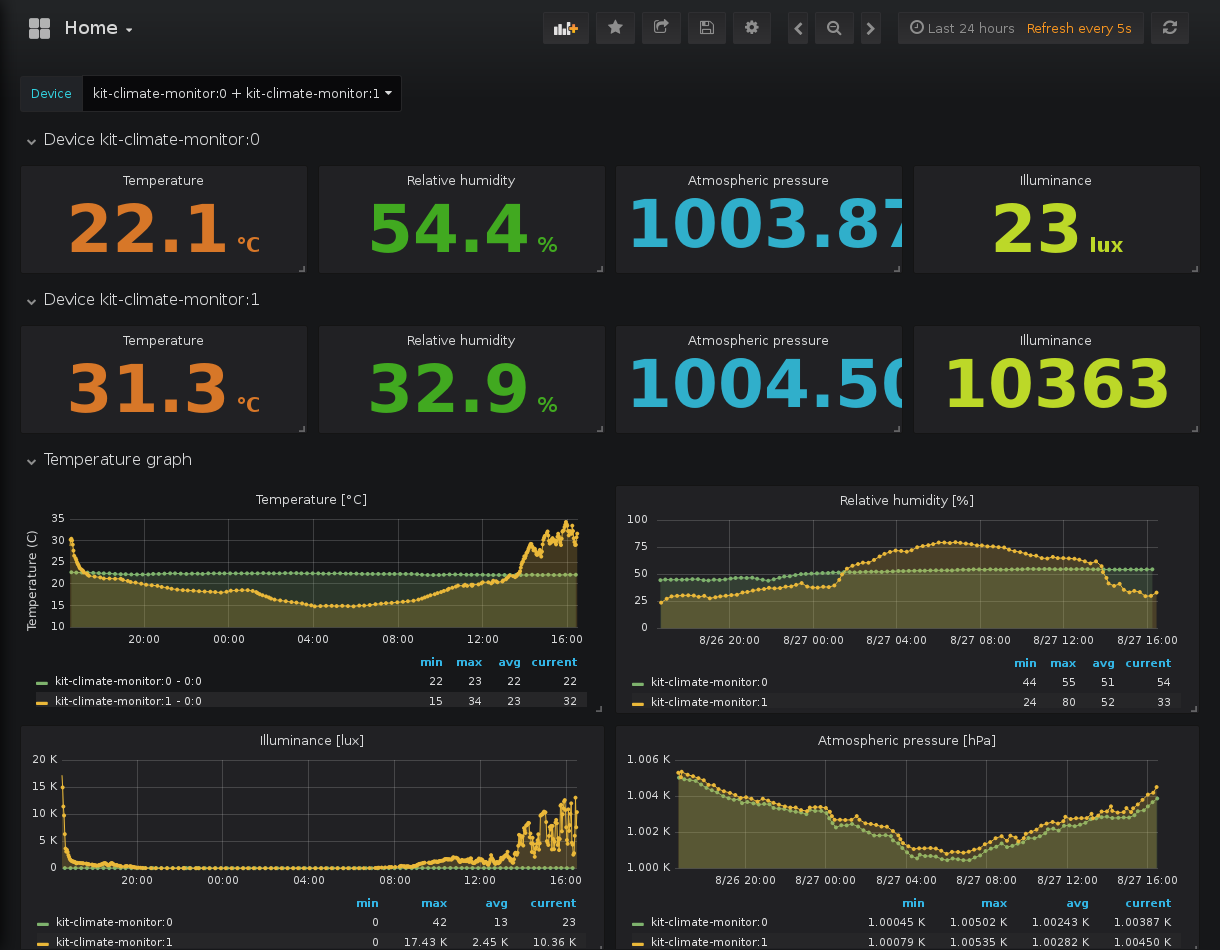 Home
Last 24 hours Refresh every 5s
Device kit-climate-monitor:0 + kit-climate-monitor:1
Device kit-climate-monitor:0
Temperature Relative humidity Atmospheric pressure Illuminance
22.1 °C 54.4 % 1003.87 23 lux
Device kit-climate-monitor:1
Temperature Relative humidity Atmospheric pressure Illuminance
31.3 °C 32.9 % 1004.50 10363
Temperature graph
Temperature [°C]
Temperature (C)
35
30
25
20
15
10
20:00 00:00 04:00 08:00 12:00 16:00
min max avg current
kit-climate-monitor:0 - 0:0 22 23 22 22
kit-climate-monitor:1 - 0:0 15 34 23 32
Relative humidity [%]
100
75
50
25
0
8/26 20:00 8/27 00:00 8/27 04:00 8/27 08:00 8/27 12:00 8/27 16:00
min max avg current
kit-climate-monitor:0 44 55 51 54
kit-climate-monitor:1 24 80 52 33
Illuminance [lux]
20 K
15 K
10 K
5 K
0
20:00 00:00 04:00 08:00 12:00 16:00
min max avg current
kit-climate-monitor:0 0 42 13 23
kit-climate-monitor:1 0 17.43 K 2.45 K 10.36 K
Atmospheric pressure [hPa]
1.006 K
1.004 K
1.002 K
1.000 K
8/26 20:00 8/27 00:00 8/27 04:00 8/27 08:00 8/27 12:00 8/27 16:00
min max avg current
kit-climate-monitor:0 1.00045 K 1.00502 K 1.00243 K 1.00387 K
kit-climate-monitor:1 1.00079 K 1.00535 K 1.00282 K 1.00450 K